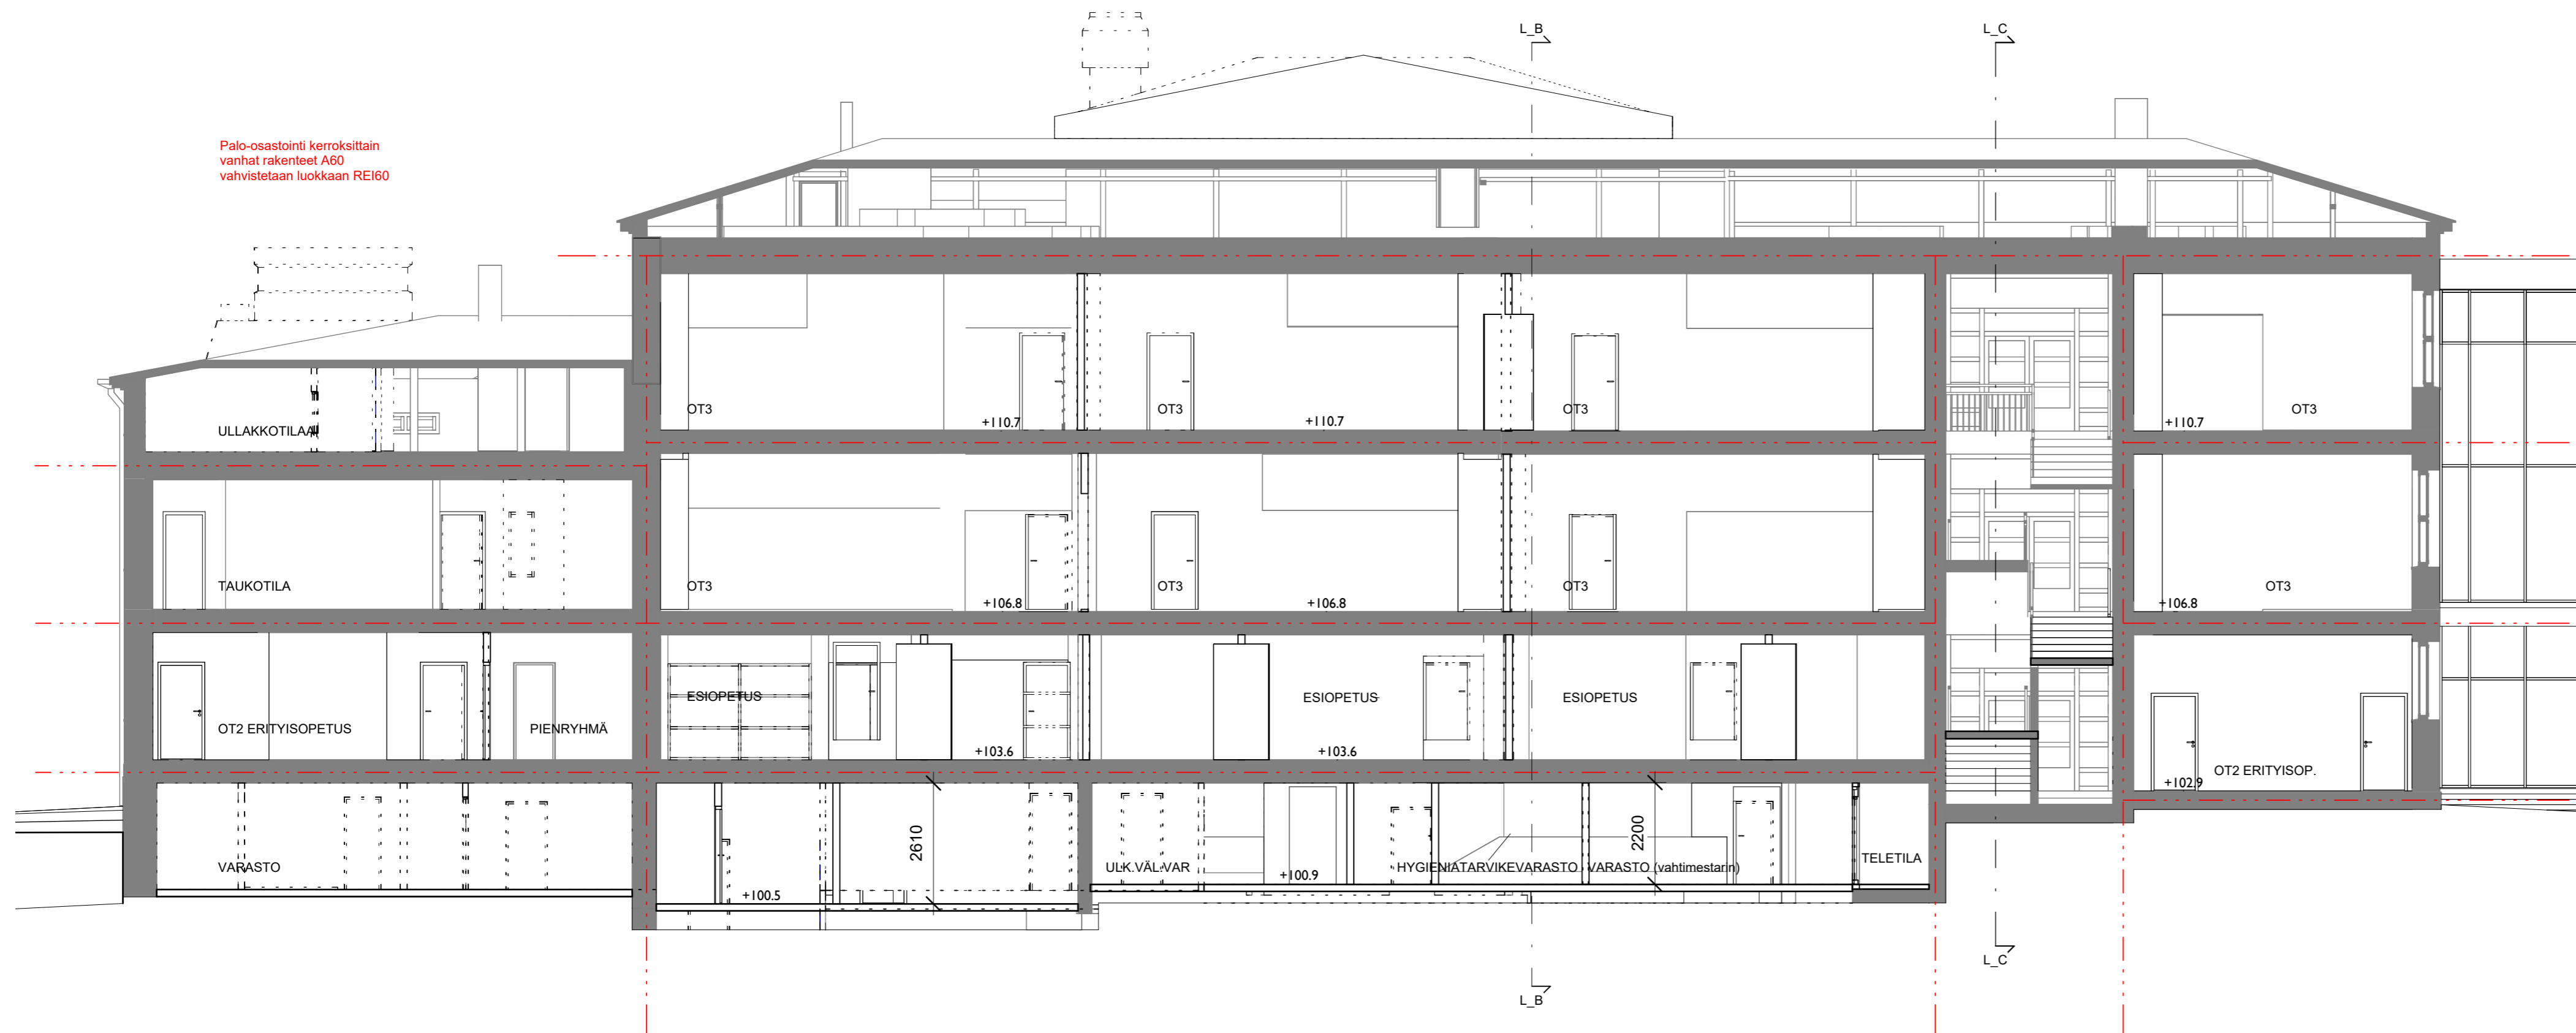 L_B
L_C
Palo-osastointi kerroksittain
vanhat rakenteet A60
vahvistetaan luokkaan REI60
OT3
+110.7
OT3
+110.7
OT3
+110.7
OT3
ULLAKKOTILAA
TAUKOTILA
OT3
+106.8
OT3
+106.8
OT3
+106.8
OT3
OT2 ERITYISOPETUS
PIENRYHMÄ
ESIOPETUS
+103.6
ESIOPETUS
+103.6
ESIOPETUS
OT2 ERITYISOP.
+102.9
VARASTO
+100.5
2610
ULK.VÄL.VAR
+100.9
HYGIENIATARVIKEVARASTO
VARASTO (vahtimestarin)
2200
TELETILA
L_B
L_C